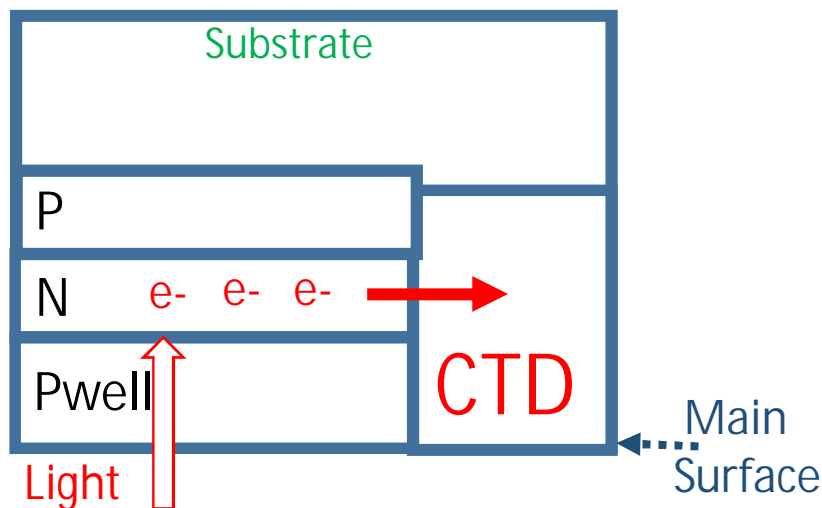 Substrate
P
N e- e- e-
Pwell
CTD
Light
Main
Surface